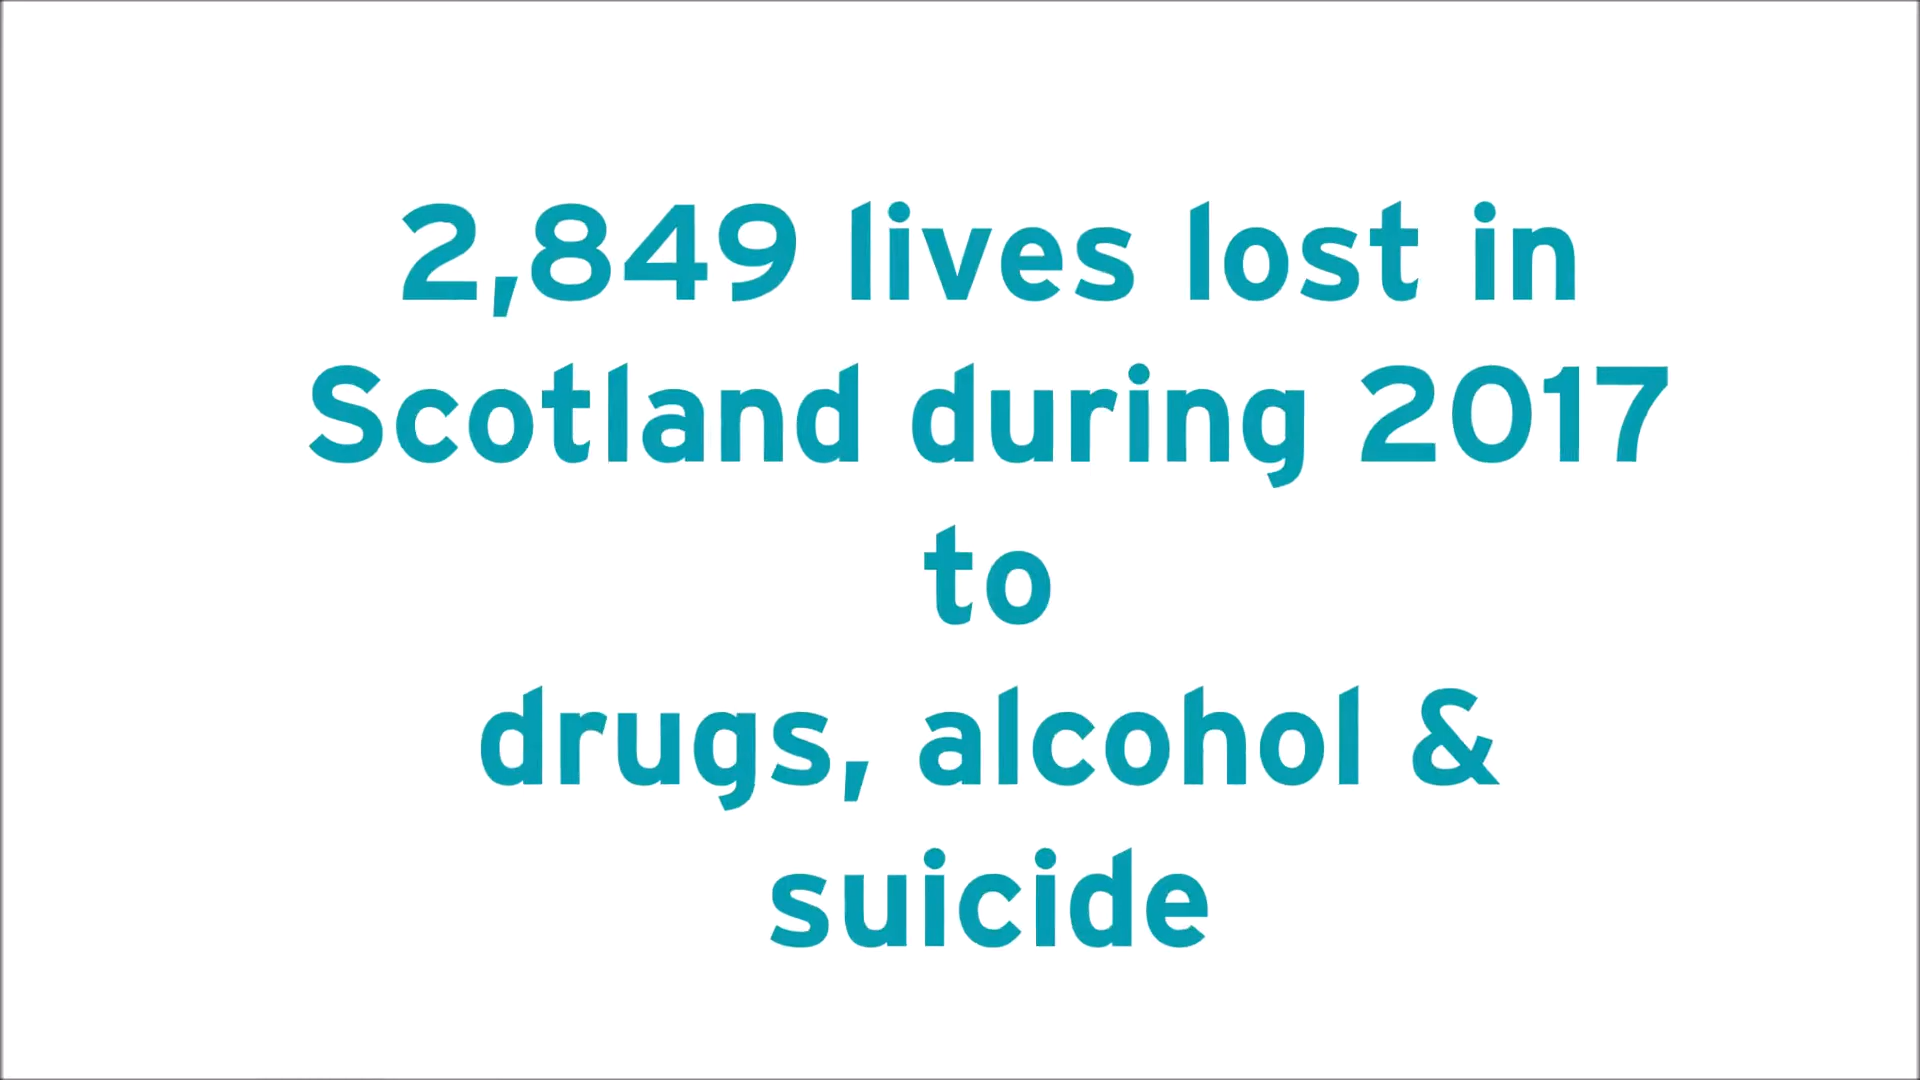 2,849 lives lost in
Scotland during 2017
to
drugs, alcohol &
suicide